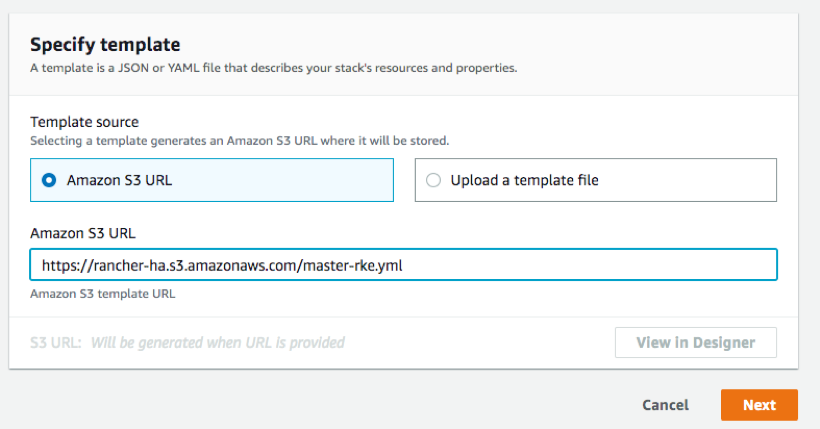 Specify template
A template is a JSON or YAML file that describes your stack's resources and properties.
Template source
Selecting a template generates an Amazon S3 URL where it will be stored.
Amazon S3 URL
Upload a template file
Amazon S3 URL
https://rancher-ha.s3.amazonaws.com/master-rke.yml
Amazon S3 template URL
S3 URL: Will be generated when URL is provided
View in Designer
Cancel
Next